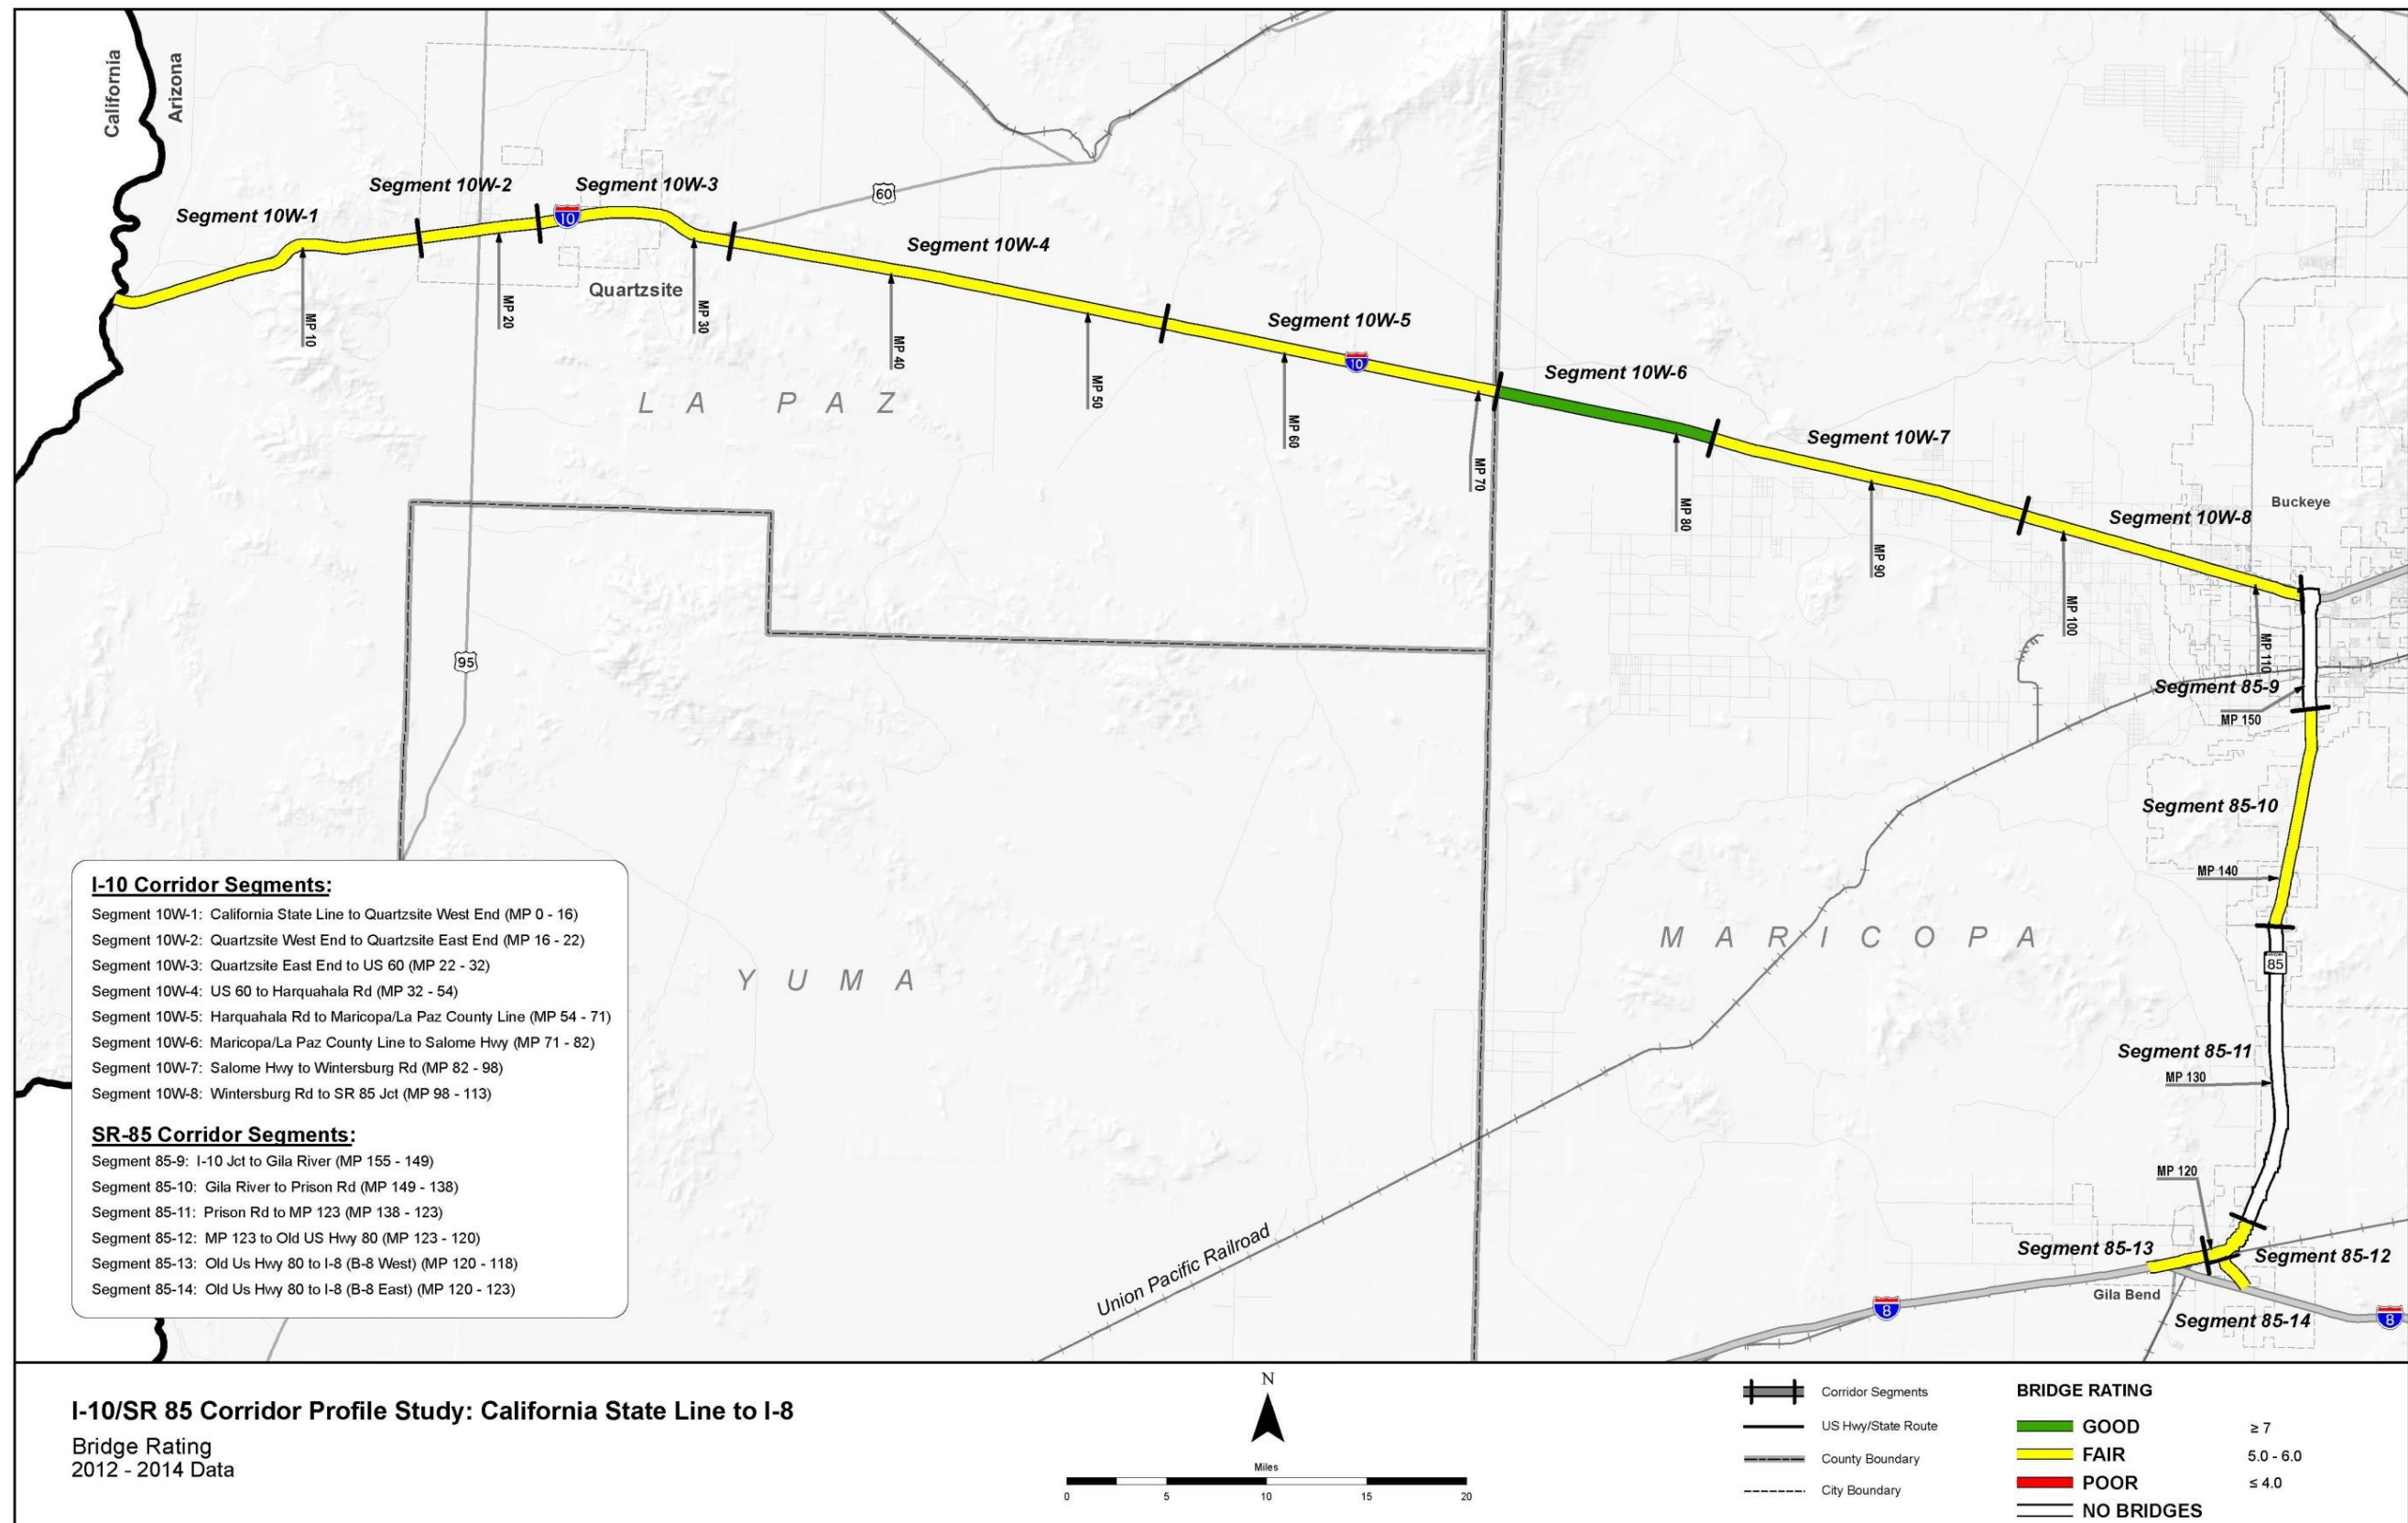 California
Arizona
Segment 10W-1
Segment 10W-2
Segment 10W-3
10
60
Segment 10W-4
Quartzsite
MP 10
MP 20
MP 30
MP 40
MP 50
Segment 10W-5
10
MP 60
MP 70
Segment 10W-6
MP 80
Segment 10W-7
MP 90
Segment 10W-8
Buckeye
MP 100
MP 110
LA PAZ
95
Segment 85-9
MP 150
Segment 85-10
MP 140
MARICOPA
85
YUMA
Segment 85-11
MP 130
MP 120
Segment 85-13
Segment 85-12
Gila Bend
Segment 85-14
8
8
Union Pacific Railroad
I-10 Corridor Segments:
Segment 10W-1: California State Line to Quartzsite West End (MP 0 - 16)
Segment 10W-2: Quartzsite West End to Quartzsite East End (MP 16 - 22)
Segment 10W-3: Quartzsite East End to US 60 (MP 22 - 32)
Segment 10W-4: US 60 to Harquahala Rd (MP 32 - 54)
Segment 10W-5: Harquahala Rd to Maricopa/La Paz County Line (MP 54 - 71)
Segment 10W-6: Maricopa/La Paz County Line to Salome Hwy (MP 71 - 82)
Segment 10W-7: Salome Hwy to Wintersburg Rd (MP 82 - 98)
Segment 10W-8: Wintersburg Rd to SR 85 Jct (MP 98 - 113)
SR-85 Corridor Segments:
Segment 85-9: I-10 Jct to Gila River (MP 155 - 149)
Segment 85-10: Gila River to Prison Rd (MP 149 - 138)
Segment 85-11: Prison Rd to MP 123 (MP 138 - 123)
Segment 85-12: MP 123 to Old US Hwy 80 (MP 123 - 120)
Segment 85-13: Old Us Hwy 80 to I-8 (B-8 West) (MP 120 - 118)
Segment 85-14: Old Us Hwy 80 to I-8 (B-8 East) (MP 120 - 123)
I-10/SR 85 Corridor Profile Study: California State Line to I-8
Bridge Rating
2012 - 2014 Data
N
Miles
0 5 10 15 20
Corridor Segments
US Hwy/State Route
County Boundary
City Boundary
BRIDGE RATING
GOOD ≥ 7
FAIR 5.0 - 6.0
POOR ≤ 4.0
NO BRIDGES